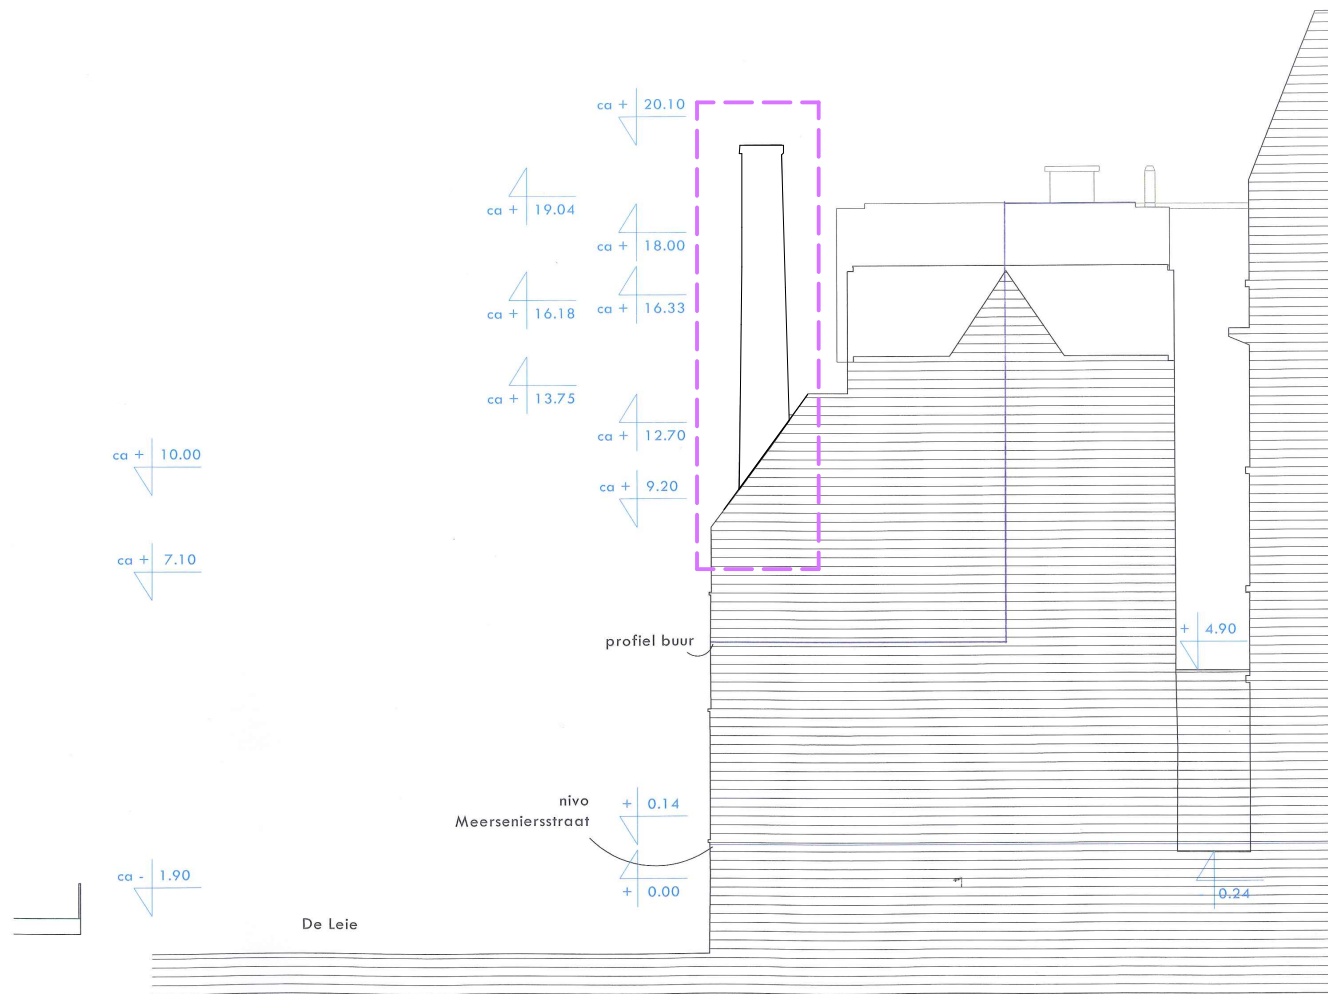 ca + 20.10
ca + 19.04
ca + 18.00
ca + 16.18
ca + 16.33
ca + 13.75
ca + 12.70
ca + 10.00
ca + 9.20
ca + 7.10
+ 4.90
profiel buur
nivo
Meerseniersstraat
+ 0.14
ca - 1.90
+ 0.00
0.24
De Leie